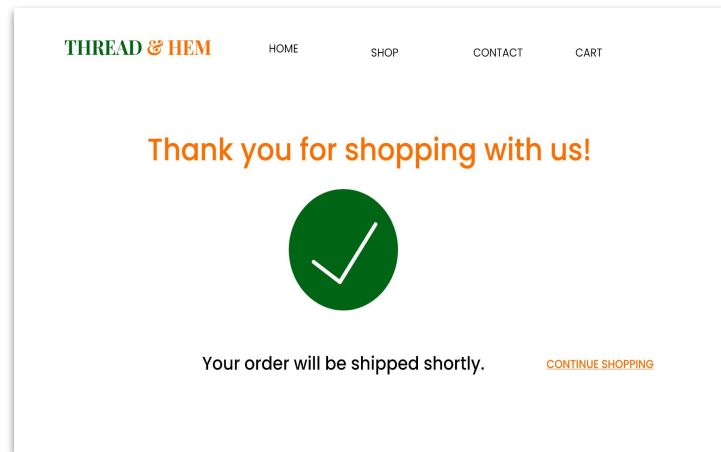 THREAD & HEM
HOME
SHOP
CONTACT
CART
Thank you for shopping with us!
Your order will be shipped shortly.
CONTINUE SHOPPING